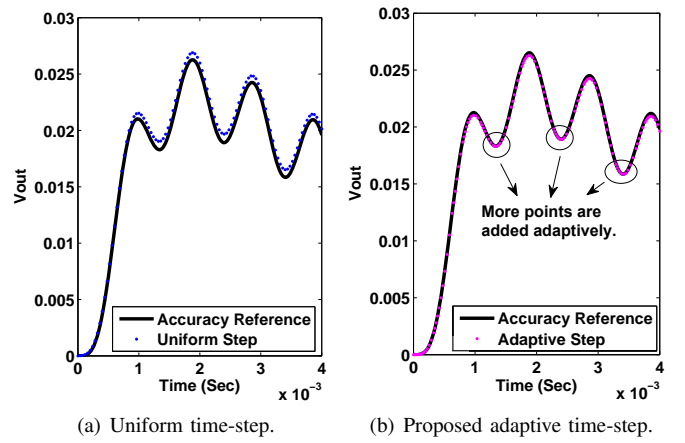 0.03
0.025
0.02
0.015
0.01
0.005
0
Vout
0 1 2 3 4
Time (Sec)
x 10⁻³
Accuracy Reference
Uniform Step
(a) Uniform time-step.
0.03
0.025
0.02
0.015
0.01
0.005
0
Vout
0 1 2 3 4
Time (Sec)
x 10⁻³
More points are
added adaptively.
Accuracy Reference
Adaptive Step
(b) Proposed adaptive time-step.